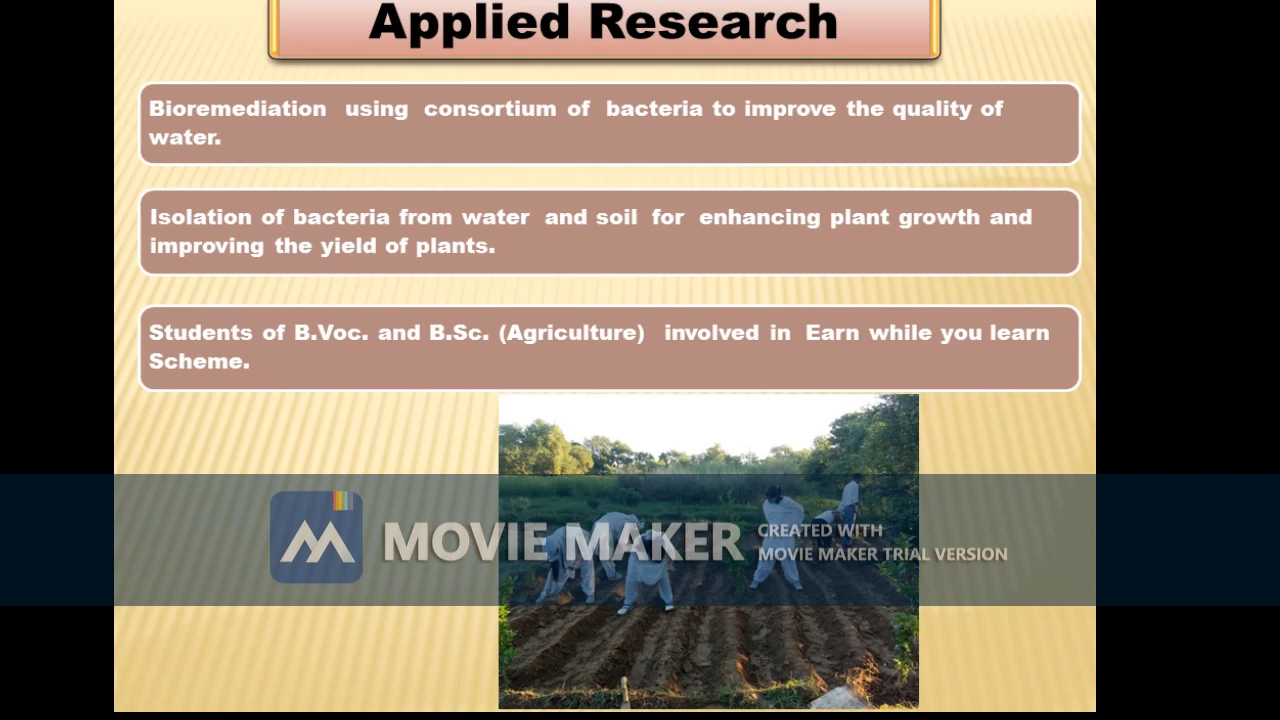 Applied Research
Bioremediation using consortium of bacteria to improve the quality of
water.
Isolation of bacteria from water and soil for enhancing plant growth and
improving the yield of plants.
Students of B.Voc. and B.Sc. (Agriculture) involved in Earn while you learn
Scheme.
MOVIE MAKER
CREATED WITH
MOVIE MAKER TRIAL VERSION